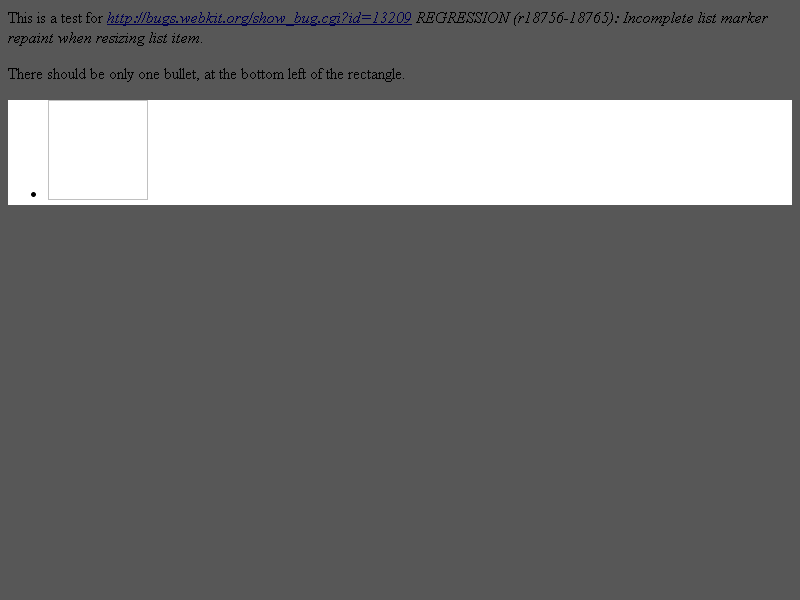 This is a test for http://bugs.webkit.org/show_bug.cgi?id=13209 REGRESSION (r18756-18765): Incomplete list marker
repaint when resizing list item.
There should be only one bullet, at the bottom left of the rectangle.